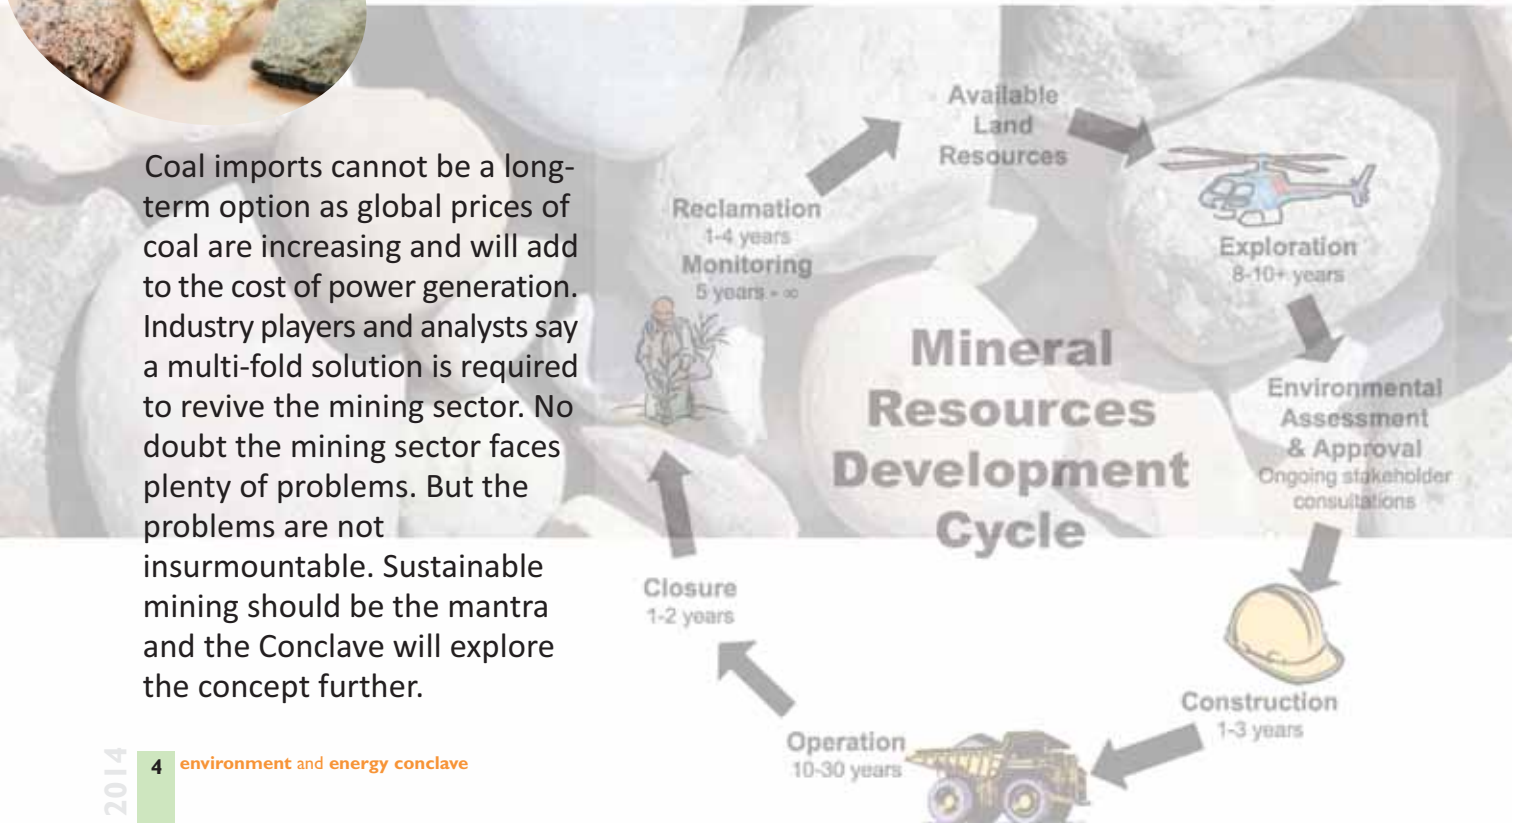 Coal imports cannot be a long-
term option as global prices of
coal are increasing and will add
to the cost of power generation.
Industry players and analysts say
a multi-fold solution is required
to revive the mining sector. No
doubt the mining sector faces
plenty of problems. But the
problems are not
insurmountable. Sustainable
mining should be the mantra
and the Conclave will explore
the concept further.
Mineral
Resources
Development
Cycle
Available
Land
Resources
Exploration
8-10+ years
Environmental
Assessment
& Approval
Ongoing stakeholder
consultations
Construction
1-3 years
Operation
10-30 years
Closure
1-2 years
Reclamation
1-4 years
Monitoring
5 years - ∞
2014
4 environment and energy conclave